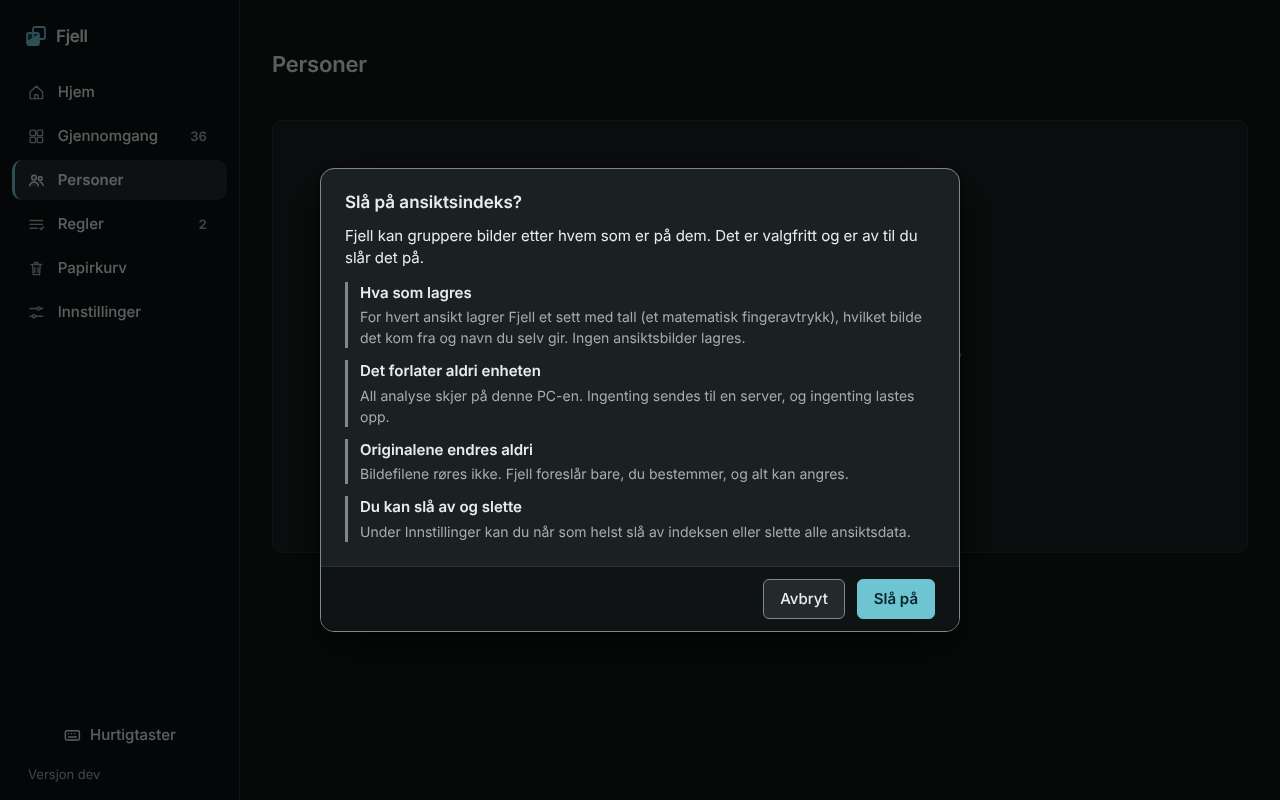 Fjell
Hjem
Gjennomgang 36
Personer
Regler 2
Papirkurv
Innstillinger
Hurtigtaster
Versjon dev
Personer
Slå på ansiktsindeks?
Fjell kan gruppere bilder etter hvem som er på dem. Det er valgfritt og er av til du
slår det på.
Hva som lagres
For hvert ansikt lagrer Fjell et sett med tall (et matematisk fingeravtrykk), hvilket bilde
det kom fra og navn du selv gir. Ingen ansiktsbilder lagres.
Det forlater aldri enheten
All analyse skjer på denne PC-en. Ingenting sendes til en server, og ingenting lastes
opp.
Originalene endres aldri
Bildefilene røres ikke. Fjell foreslår bare, du bestemmer, og alt kan angres.
Du kan slå av og slette
Under Innstillinger kan du når som helst slå av indeksen eller slette alle ansiktsdata.
Avbryt
Slå på